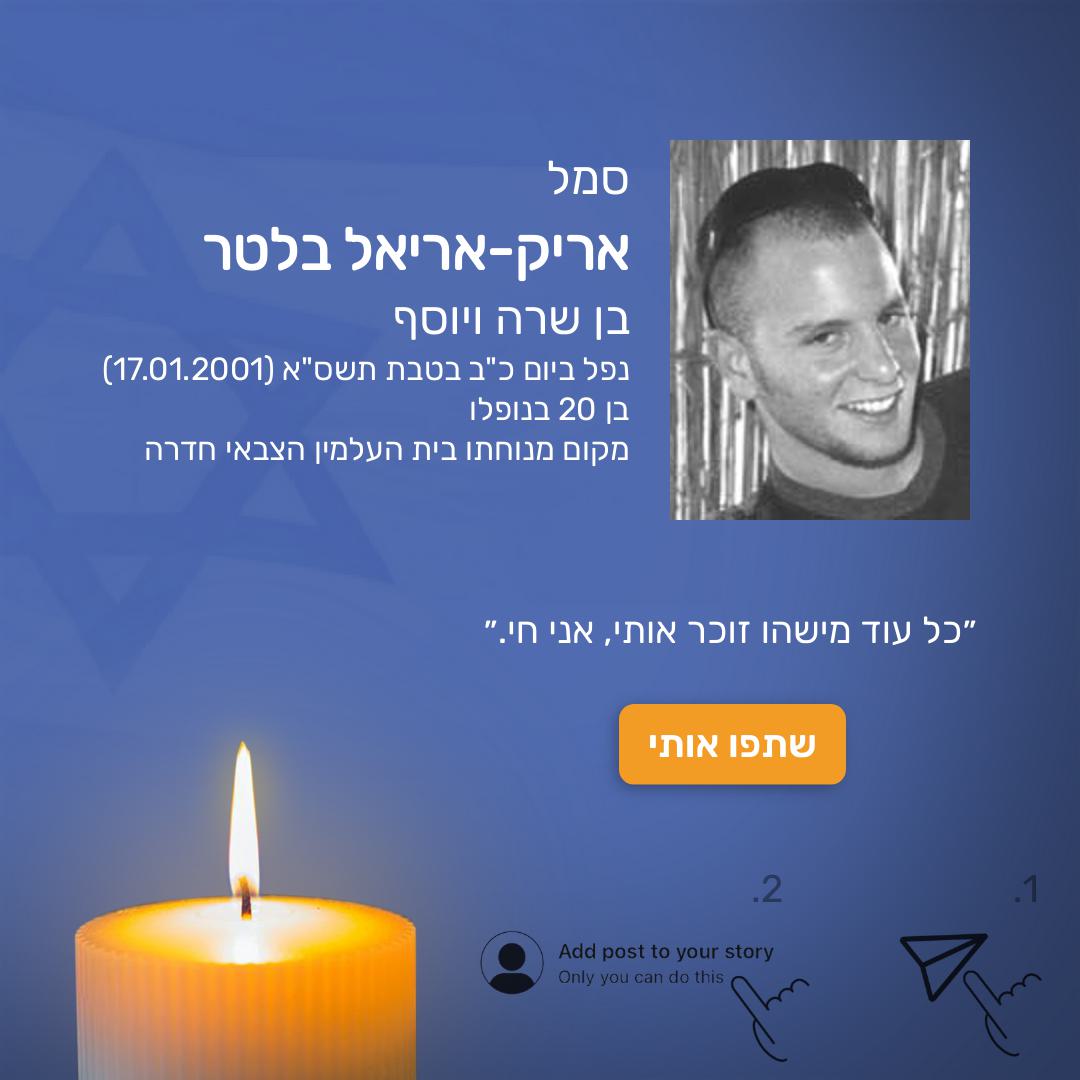 סמל
אריק-אריאל בלטר
בן שרה ויוסף
נפל ביום כ"ב בטבת תשס"א (17.01.2001)
בן 20 בנופלו
מקום מנוחתו בית העלמין הצבאי חדרה
״כל עוד מישהו זוכר אותי, אני חי.״
שתפו אותי
.1
.2
Add post to your story
Only you can do this